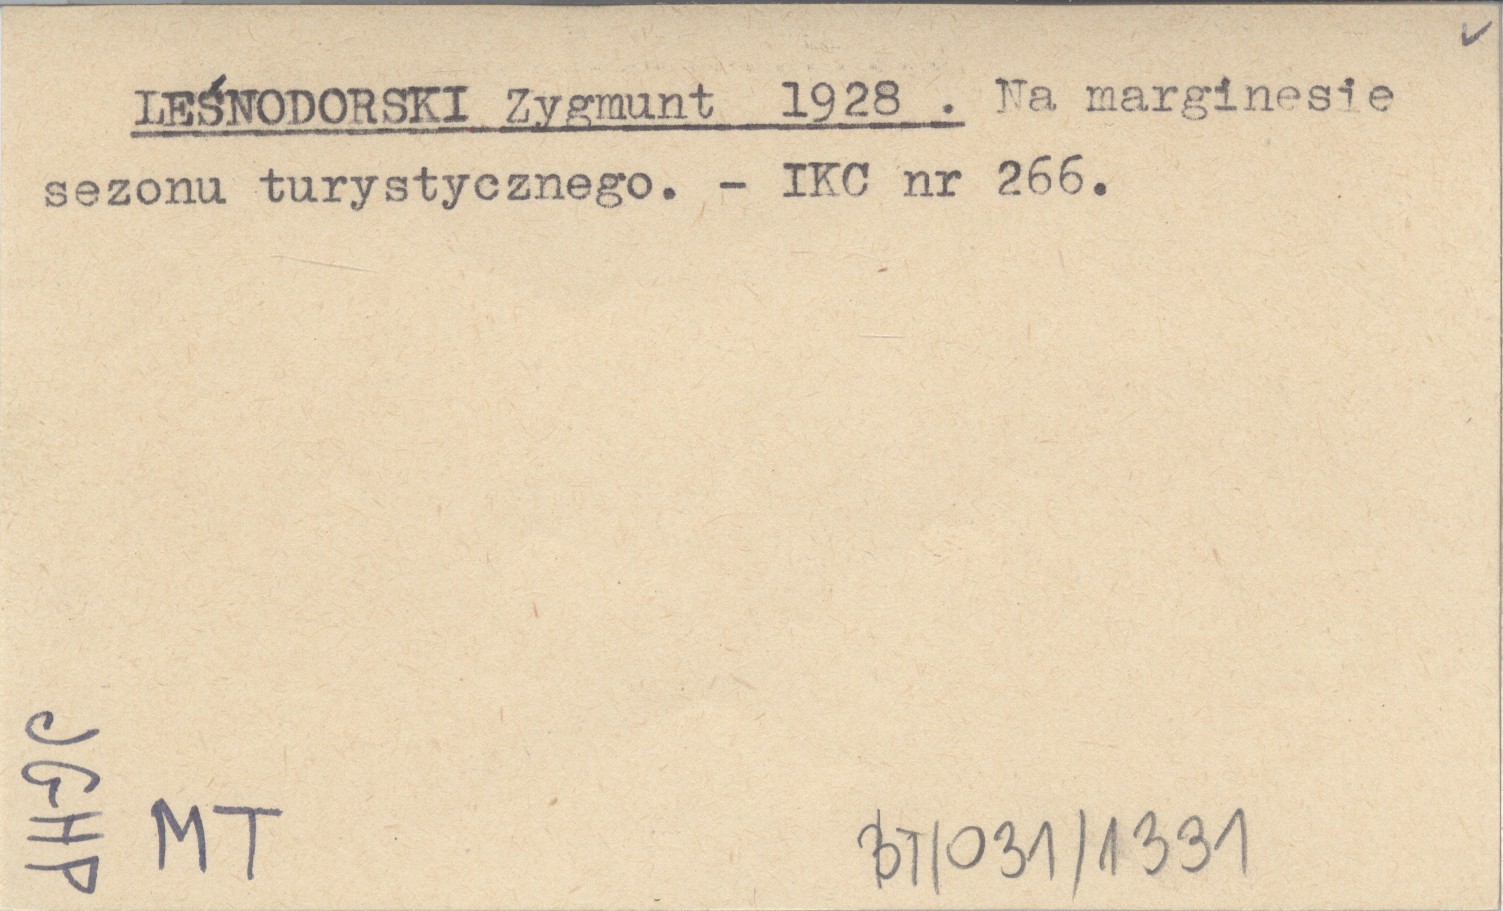 LEŚNODORSKI Zygmunt 1928 . Na marginesie
sezonu turystycznego. - IKC nr 266.
JGHP
MT
BT/031/1331